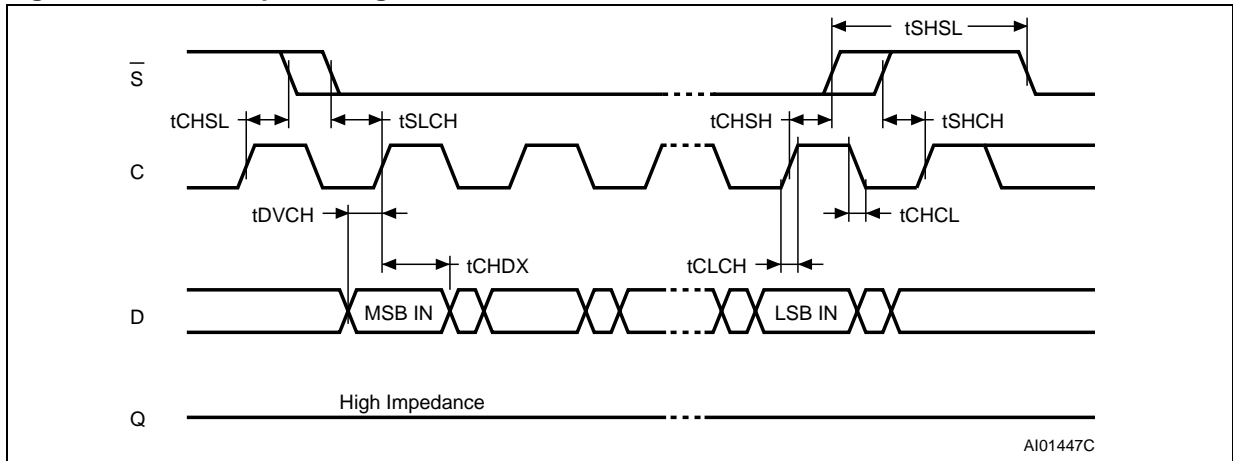 tSHSL
S
tCHSL
tSLCH
tCHSH
tSHCH
C
tDVCH
tCHCL
tCHDX
tCLCH
D
MSB IN
LSB IN
High Impedance
Q
AI01447C